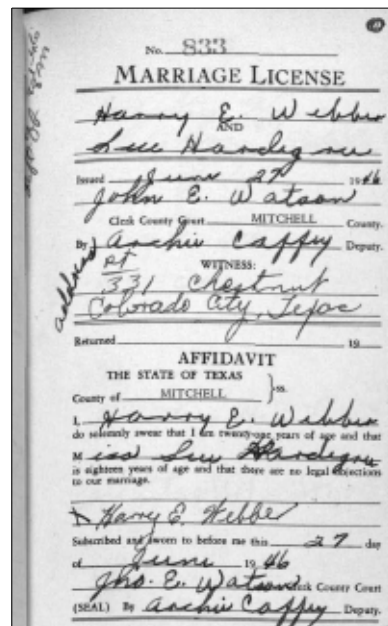 No. 833
MARRIAGE LICENSE
Harry E. Webber
AND
Sue Hardegree
Issued June 27 1946
John E. Watson
Clerk County Court MITCHELL County.
By Archie Caffey Deputy.
WITNESS:
address at
331 Chestnut
Colorado City, Texas
Returned 19
AFFIDAVIT
THE STATE OF TEXAS
County of MITCHELL }ss.
I, Harry E. Webber
do solemnly swear that I am twenty-one years of age and that
Miss Sue Hardegree
is eighteen years of age and that there are no legal objections
to our marriage.
X Harry E. Webber
Subscribed and sworn to before me this 27 day
of June 1946
Jno. E. Watson Clerk County Court
(SEAL) By Archie Caffey Deputy.